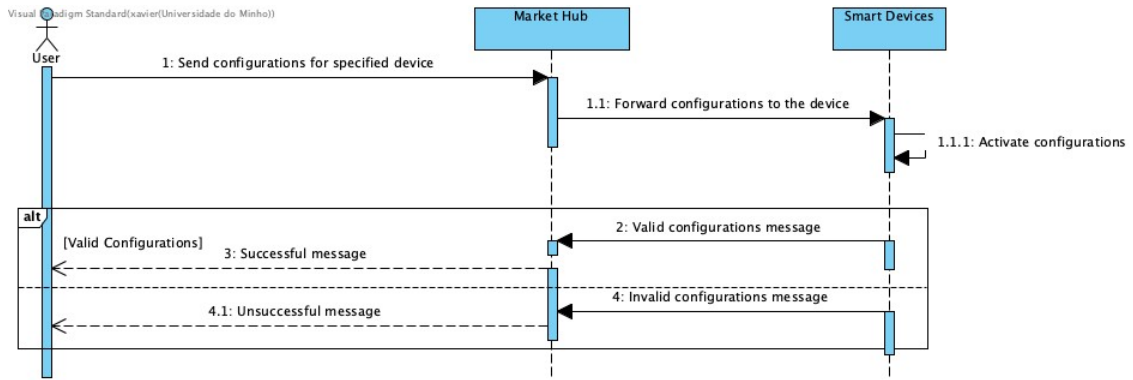 Visual Paradigm Standard(xavier(Universidade do Minho))
Market Hub
Smart Devices
User
1: Send configurations for specified device
1.1: Forward configurations to the device
1.1.1: Activate configurations
alt
2: Valid configurations message
[Valid Configurations]
3: Successful message
4: Invalid configurations message
4.1: Unsuccessful message